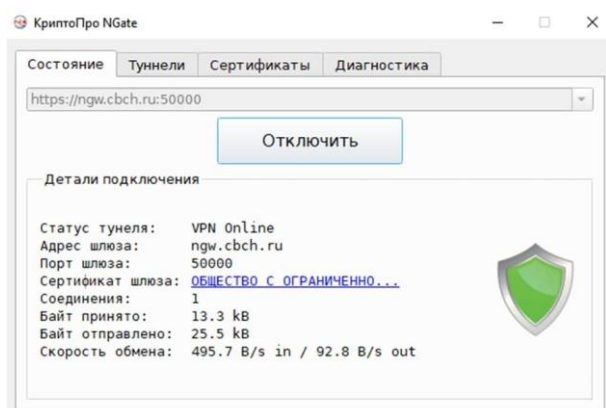 КриптоПро NGate
Состояние Туннели Сертификаты Диагностика
https://ngw.cbch.ru:50000
Отключить
Детали подключения
Статус тунеля: VPN Online
Адрес шлюза: ngw.cbch.ru
Порт шлюза: 50000
Сертификат шлюза: ОБЩЕСТВО С ОГРАНИЧЕННО...
Соединения: 1
Байт принято: 13.3 kB
Байт отправлено: 25.5 kB
Скорость обмена: 495.7 B/s in / 92.8 B/s out